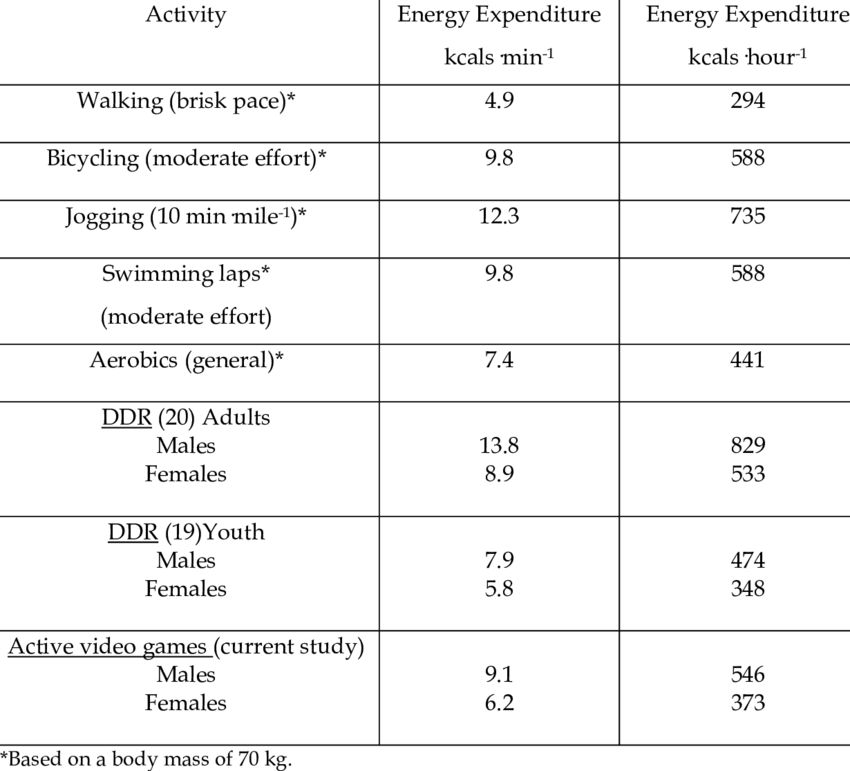 Activity Energy Expenditure Energy Expenditure
kcals·min-1 kcals·hour-1
Walking (brisk pace)* 4.9 294
Bicycling (moderate effort)* 9.8 588
Jogging (10 min·mile-1)* 12.3 735
Swimming laps* 9.8 588
(moderate effort)
Aerobics (general)* 7.4 441
DDR (20) Adults
Males 13.8 829
Females 8.9 533
DDR (19)Youth
Males 7.9 474
Females 5.8 348
Active video games (current study)
Males 9.1 546
Females 6.2 373
*Based on a body mass of 70 kg.